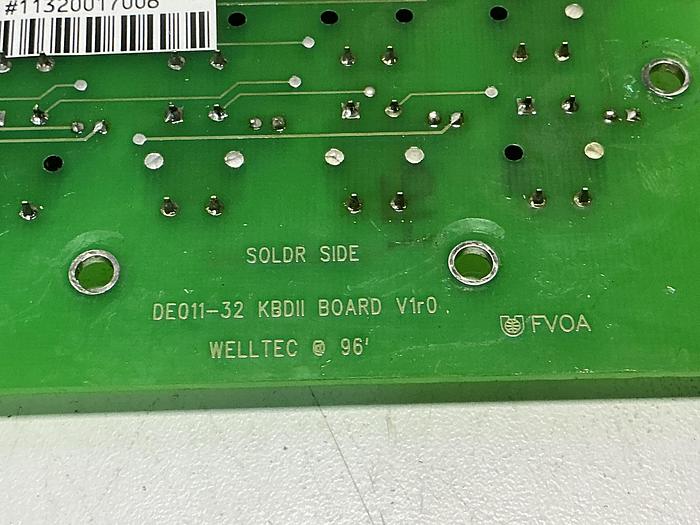 #11320017008
SOLDR SIDE
DE011-32 KBDII BOARD V1r0
FVOA
WELLTEC @ 96'